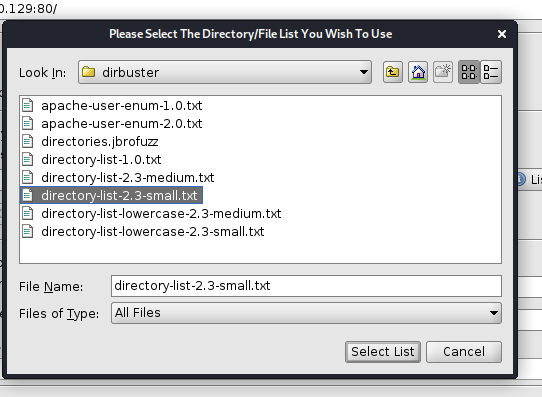 0.129:80/
Please Select The Directory/File List You Wish To Use
Look In: dirbuster
apache-user-enum-1.0.txt
apache-user-enum-2.0.txt
directories.jbrofuzz
directory-list-1.0.txt
directory-list-2.3-medium.txt
directory-list-2.3-small.txt
directory-list-lowercase-2.3-medium.txt
directory-list-lowercase-2.3-small.txt
File Name: directory-list-2.3-small.txt
Files of Type: All Files
Select List Cancel